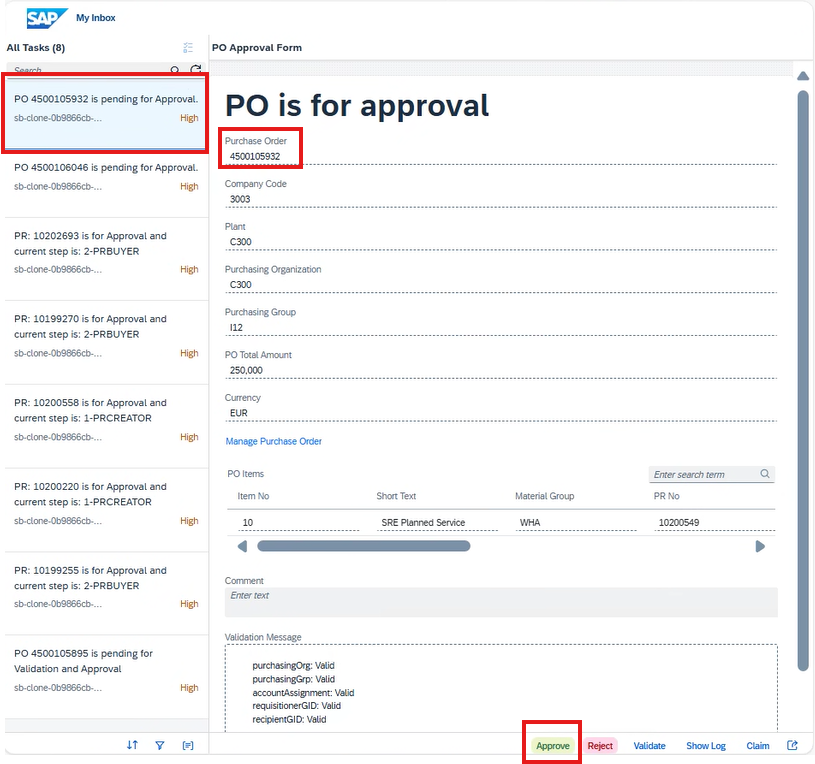 SAP My Inbox
All Tasks (8)
Search
PO 4500105932 is pending for Approval.
sb-clone-0b9866cb-... High
PO 4500106046 is pending for Approval.
sb-clone-0b9866cb-... High
PR: 10202693 is for Approval and
current step is: 2-PRBUYER
sb-clone-0b9866cb-... High
PR: 10199270 is for Approval and
current step is: 2-PRBUYER
sb-clone-0b9866cb-... High
PR: 10200558 is for Approval and
current step is: 1-PRCREATOR
sb-clone-0b9866cb-... High
PR: 10200220 is for Approval and
current step is: 1-PRCREATOR
sb-clone-0b9866cb-... High
PR: 10199255 is for Approval and
current step is: 2-PRBUYER
sb-clone-0b9866cb-... High
PO 4500105895 is pending for
Validation and Approval
sb-clone-0b9866cb-... High
PO Approval Form
PO is for approval
Purchase Order
4500105932
Company Code
3003
Plant
C300
Purchasing Organization
C300
Purchasing Group
I12
PO Total Amount
250,000
Currency
EUR
Manage Purchase Order
PO Items Enter search term
Item No Short Text Material Group PR No
10 SRE Planned Service WHA 10200549
Comment
Enter text
Validation Message
purchasingOrg: Valid
purchasingGrp: Valid
accountAssignment: Valid
requisitionerGID: Valid
recipientGID: Valid
Approve Reject Validate Show Log Claim